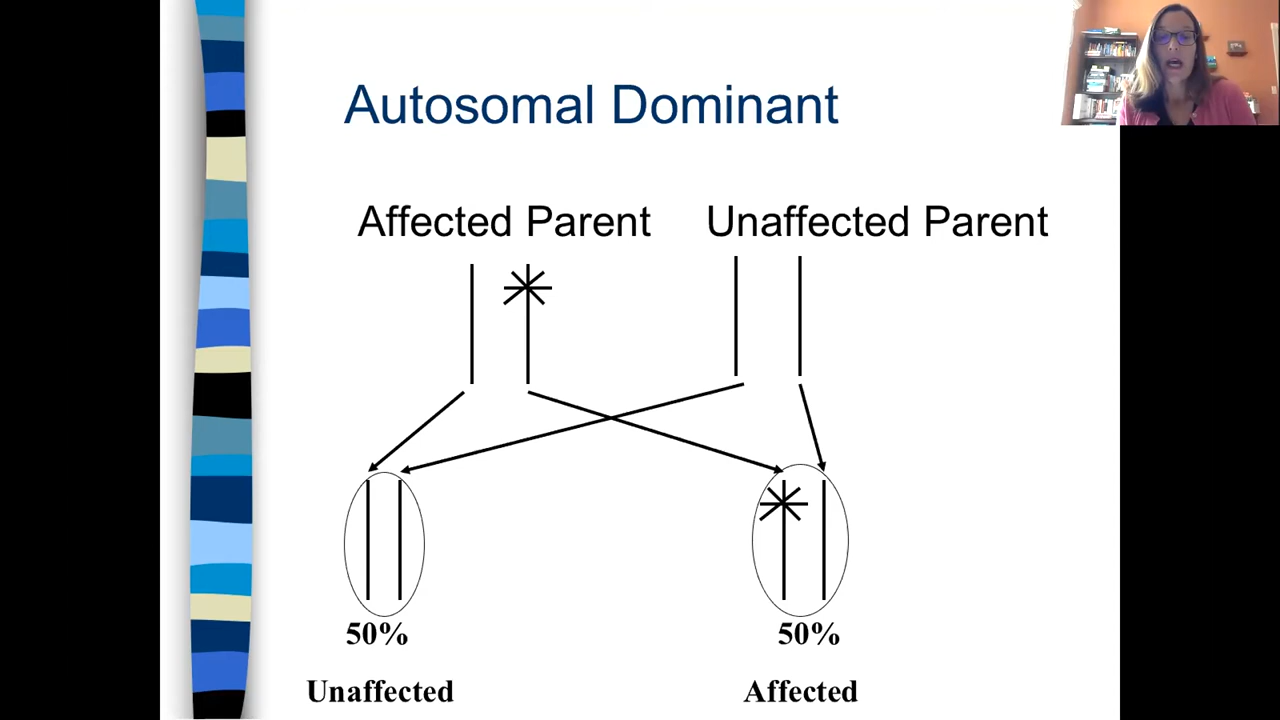 Autosomal Dominant
Affected Parent
Unaffected Parent
50%
50%
Unaffected
Affected